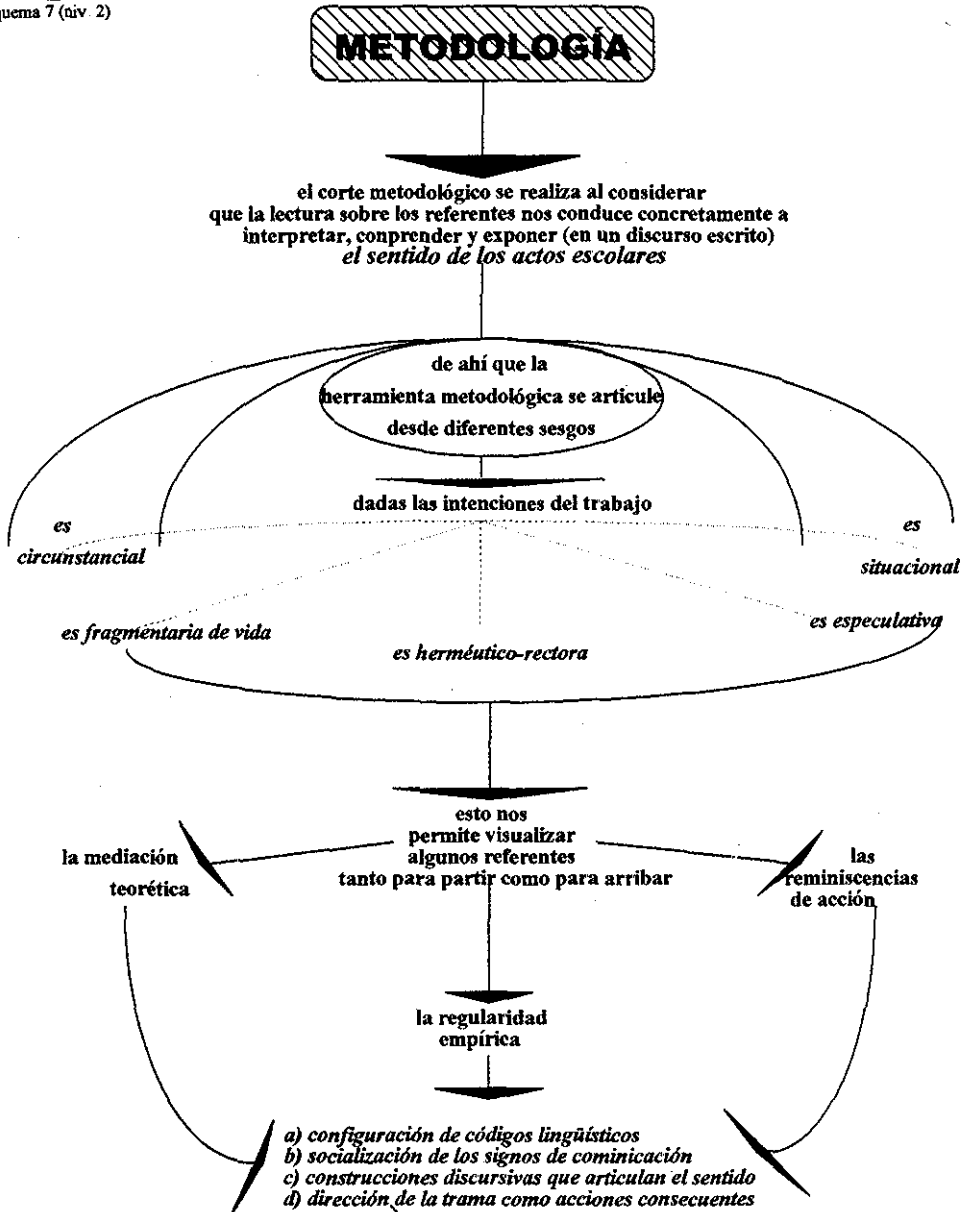 quema 7 (niv. 2)
METODOLOGÍA
el corte metodológico se realiza al considerar
que la lectura sobre los referentes nos conduce concretamente a
interpretar, conprender y exponer (en un discurso escrito)
el sentido de los actos escolares
de ahí que la
herramienta metodológica se articule
desde diferentes sesgos
dadas las intenciones del trabajo
es
circunstancial
es
situacional
es fragmentaria de vida
es herméutico-rectora
es especulativa
esto nos
permite visualizar
algunos referentes
tanto para partir como para arribar
la mediación
teorética
las
reminiscencias
de acción
la regularidad
empírica
a) configuración de códigos lingüísticos
b) socialización de los signos de cominicación
c) construcciones discursivas que articulan el sentido
d) dirección de la trama como acciones consecuentes